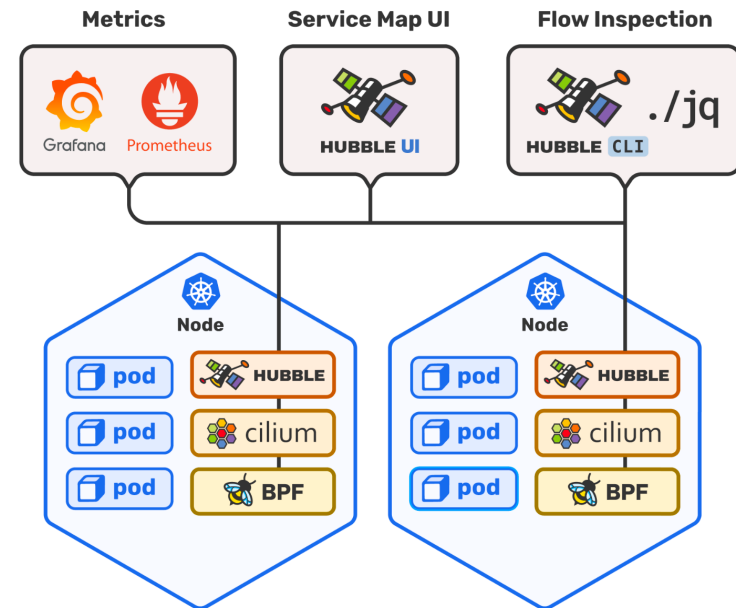 Metrics
Service Map UI
Flow Inspection
Grafana
Prometheus
HUBBLE UI
./jq
HUBBLE CLI
Node
Node
pod
HUBBLE
pod
HUBBLE
pod
cilium
pod
cilium
pod
BPF
pod
BPF